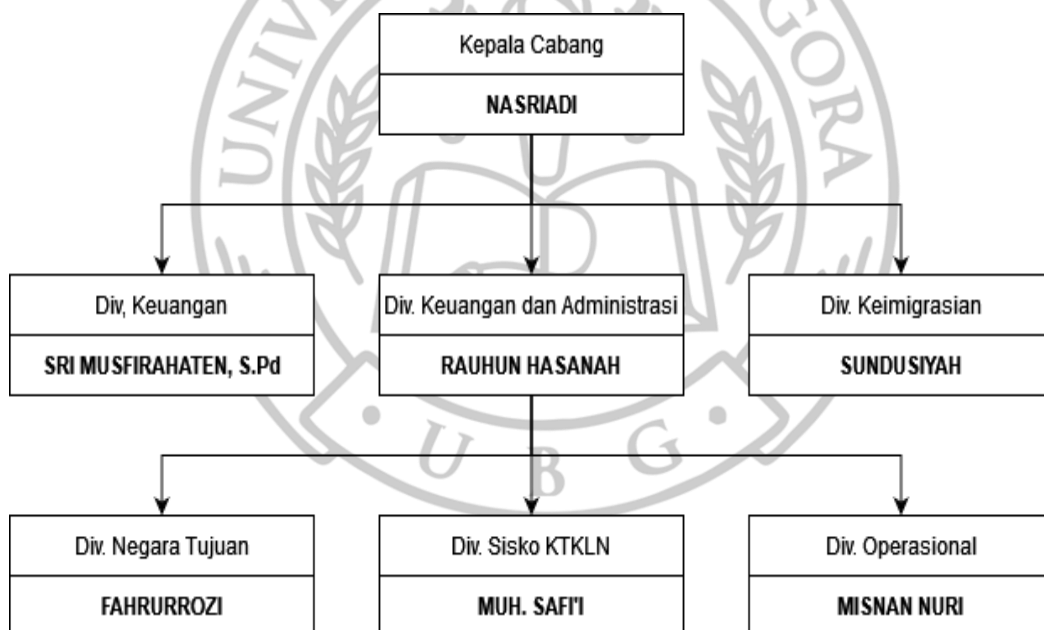 Kepala Cabang
NASRIADI
Div, Keuangan
SRI MUSFIRAHATEN, S.Pd
Div. Keuangan dan Administrasi
RAUHUN HASANAH
Div. Keimigrasian
SUNDUSIYAH
U B G
Div. Negara Tujuan
FAHRURROZI
Div. Sisko KTKLN
MUH. SAFI'I
Div. Operasional
MISNAN NURI